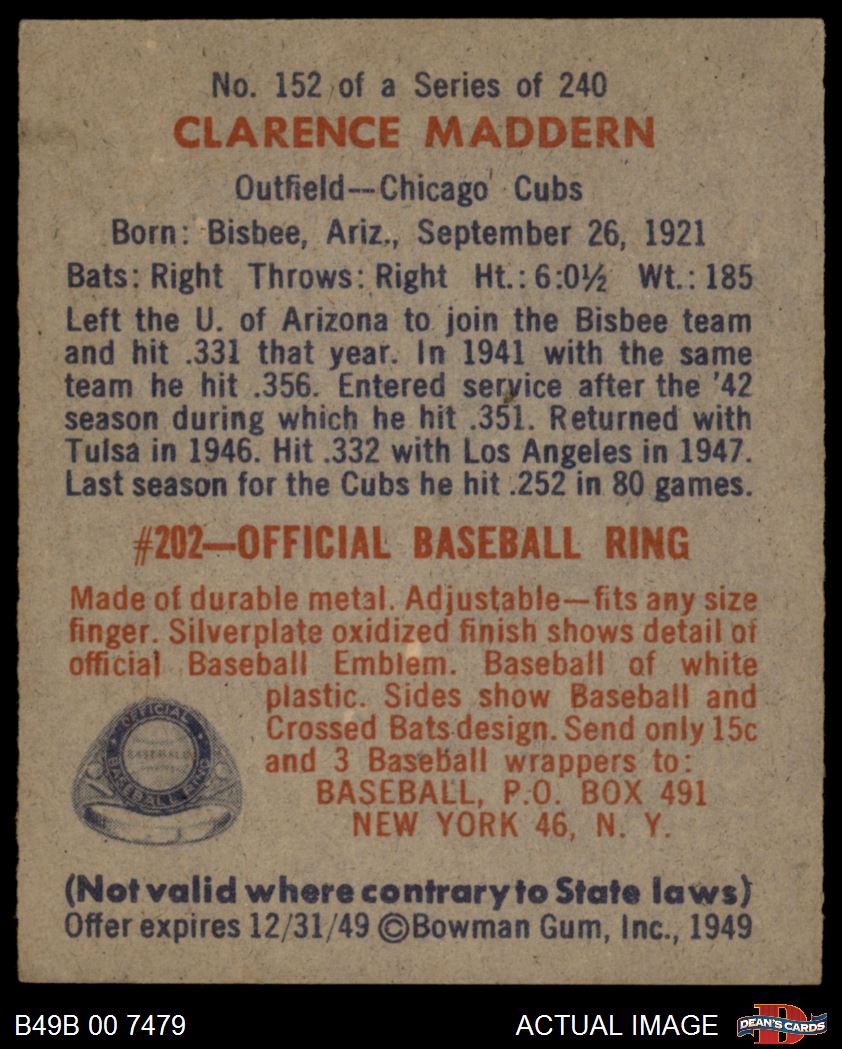 No. 152 of a Series of 240
CLARENCE MADDERN
Outfield--Chicago Cubs
Born: Bisbee, Ariz., September 26, 1921
Bats: Right Throws: Right Ht.: 6:0½ Wt.: 185
Left the U. of Arizona to join the Bisbee team
and hit .331 that year. In 1941 with the same
team he hit .356. Entered service after the '42
season during which he hit .351. Returned with
Tulsa in 1946. Hit .332 with Los Angeles in 1947.
Last season for the Cubs he hit .252 in 80 games.
#202—OFFICIAL BASEBALL RING
Made of durable metal. Adjustable—fits any size
finger. Silverplate oxidized finish shows detail of
official Baseball Emblem. Baseball of white
plastic. Sides show Baseball and
Crossed Bats design. Send only 15c
and 3 Baseball wrappers to:
BASEBALL, P.O. BOX 491
NEW YORK 46, N. Y.
OFFICIAL
BASEBALL
BASEBALL RING
(Not valid where contrary to State laws)
Offer expires 12/31/49 ©Bowman Gum, Inc., 1949
B49B 00 7479
ACTUAL IMAGE
DEAN'S CARDS